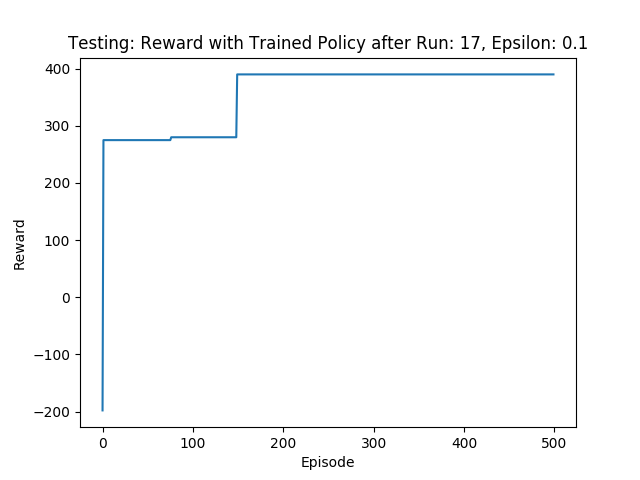 Testing: Reward with Trained Policy after Run: 17, Epsilon: 0.1
400
300
200
100
0
−100
−200
Reward
0 100 200 300 400 500
Episode